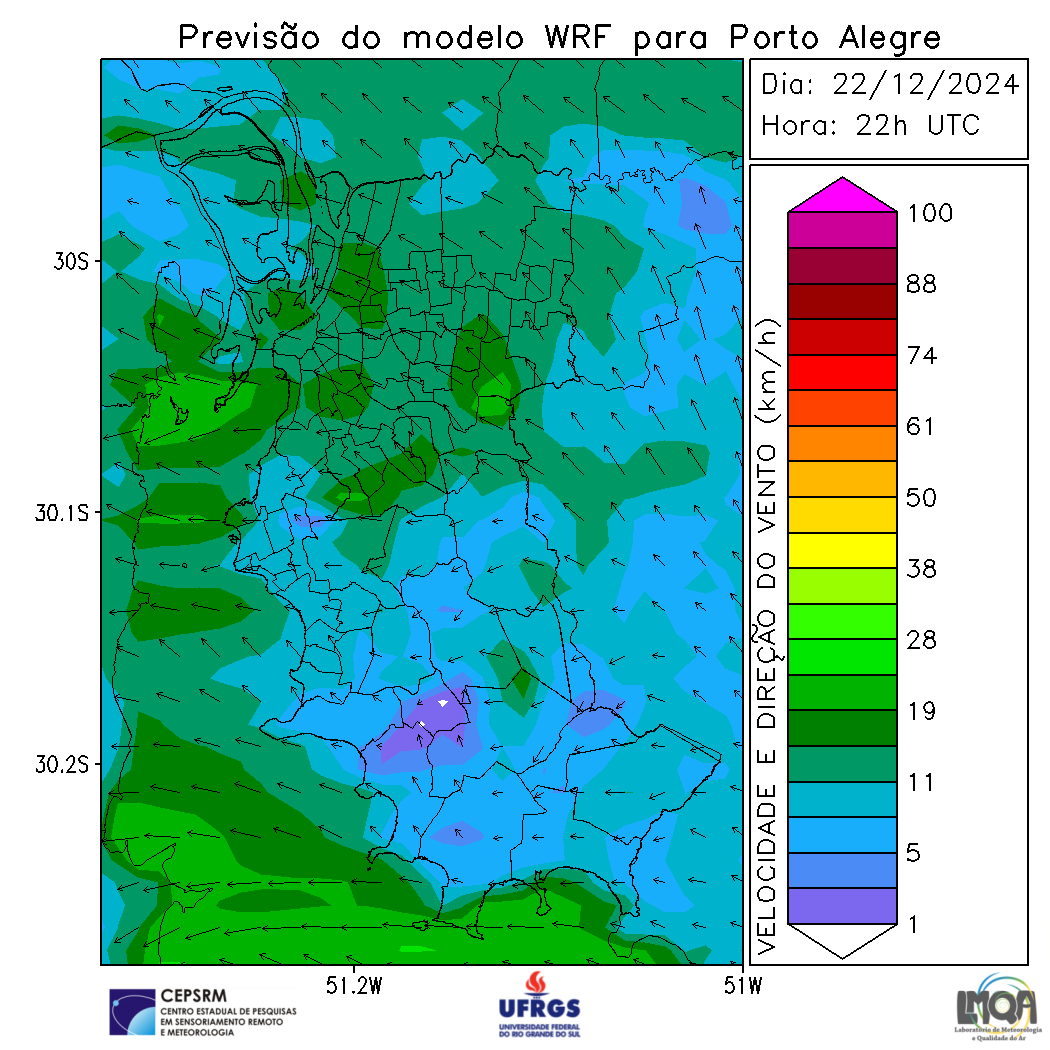 Previsão do modelo WRF para Porto Alegre
Dia: 22/12/2024
Hora: 22h UTC
30S
30.1S
30.2S
51.2W
51W
VELOCIDADE E DIREÇÃO DO VENTO (km/h)
100
88
74
61
50
38
28
19
11
5
1
CEPSRM
CENTRO ESTADUAL DE PESQUISAS
EM SENSORIAMENTO REMOTO
E METEOROLOGIA
UFRGS
UNIVERSIDADE FEDERAL
DO RIO GRANDE DO SUL
LMQA
Laboratório de Meteorologia
e Qualidade do Ar